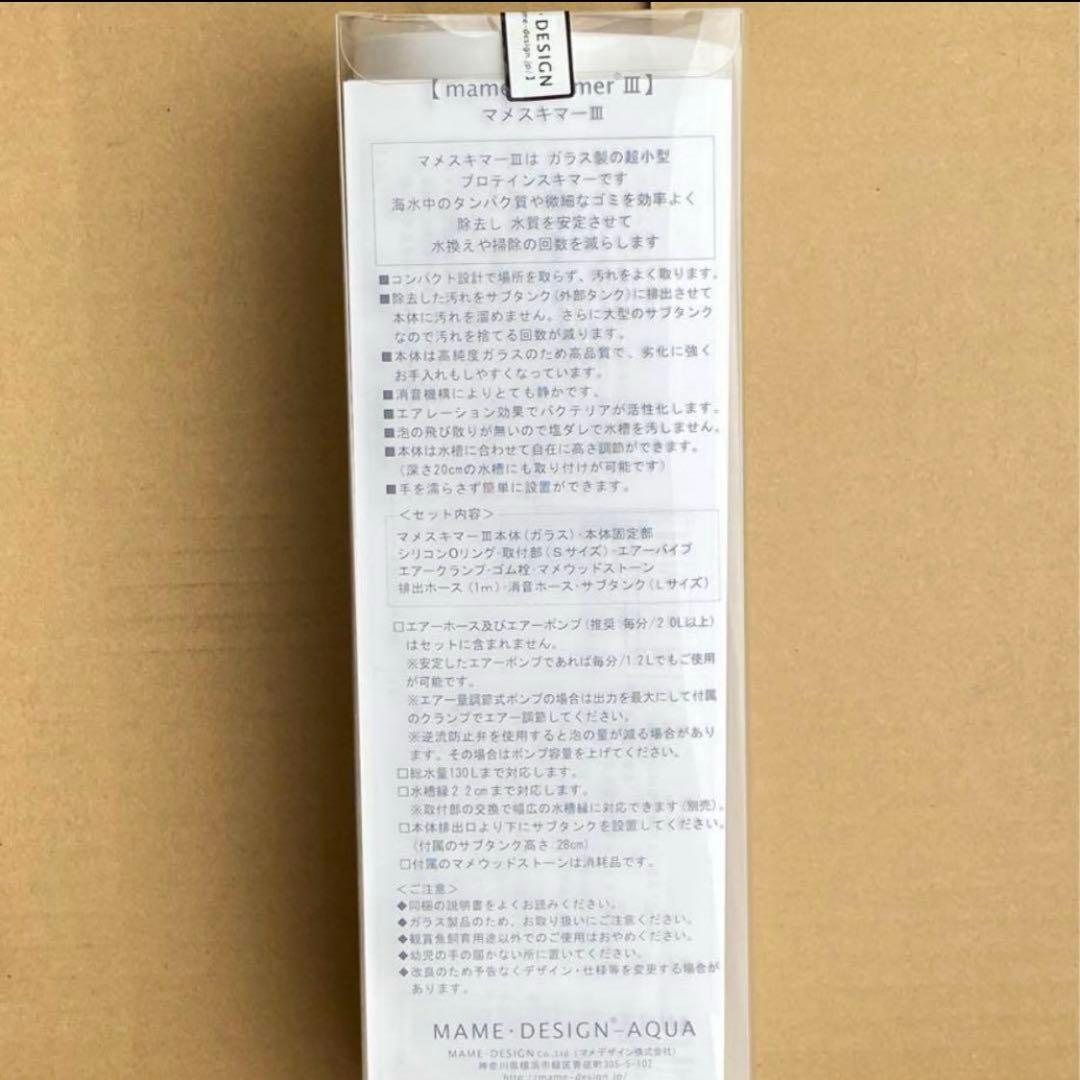 ・DESIGN
me-design.jp/】
【mame mer®Ⅲ】
マメスキマーⅢ
マメスキマーⅢは ガラス製の超小型
プロテインスキマーです
海水中のタンパク質や微細なゴミを効率よく
除去し 水質を安定させて
水換えや掃除の回数を減らします
■コンパクト設計で場所を取らず、汚れをよく取ります。
■除去した汚れをサブタンク(外部タンク)に排出させて
本体に汚れを溜めません。さらに大型のサブタンク
なので汚れを捨てる回数が減ります。
■本体は高純度ガラスのため高品質で、劣化に強く
お手入れもしやすくなっています。
■消音機構によりとても静かです。
■エアレーション効果でバクテリアが活性化します。
■泡の飛び散りが無いので塩ダレで水槽を汚しません。
■本体は水槽に合わせて自在に高さ調節ができます。
(深さ20cmの水槽にも取り付けが可能です)
■手を濡らさず簡単に設置ができます。
＜セット内容＞
マメスキマーⅢ本体(ガラス)・本体固定部
シリコンOリング・取付部(Sサイズ)・エアーパイプ
エアークランプ・ゴム栓・マメウッドストーン
排出ホース(1m)・消音ホース・サブタンク(Lサイズ)
□エアーホース及びエアーポンプ(推奨:毎分/2.0L以上)
はセットに含まれません。
※安定したエアーポンプであれば毎分/1.2Lでもご使用
が可能です。
※エアー量調節式ポンプの場合は出力を最大にして付属
のクランプでエアー調節してください。
※逆流防止弁を使用すると泡の量が減る場合があり
ます。その場合はポンプ容量を上げてください。
□総水量130Lまで対応します。
□水槽縁2.2cmまで対応します。
※取付部の交換で幅広の水槽縁に対応できます(別売)。
□本体排出口より下にサブタンクを設置してください。
(付属のサブタンク高さ:28cm)
□付属のマメウッドストーンは消耗品です。
＜ご注意＞
◆同梱の説明書をよくお読みください。
◆ガラス製品のため、お取り扱いにご注意ください。
◆観賞魚飼育用途以外でのご使用はおやめください。
◆幼児の手の届かない所に置いてください。
◆改良のため予告なくデザイン・仕様等を変更する場合が
あります。
MAME・DESIGN®-AQUA
MAME-DESIGN Co.,Ltd.(マメデザイン株式会社)
神奈川県横浜市緑区青砥町305-5-102
http://mame-design.jp/